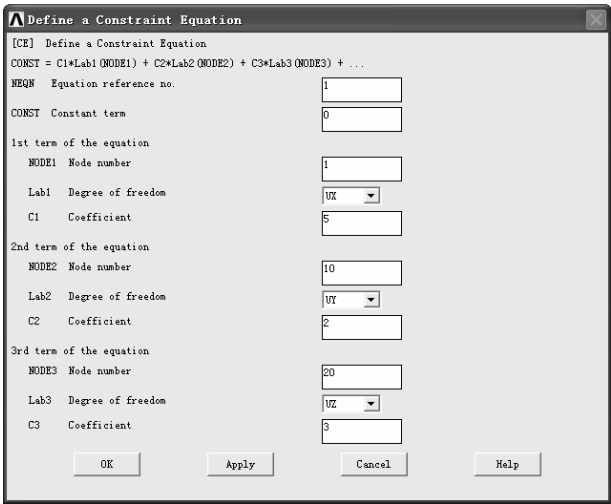 Define a Constraint Equation
[CE] Define a Constraint Equation
CONST = C1*Lab1(NODE1) + C2*Lab2(NODE2) + C3*Lab3(NODE3) + ...
NEQN Equation reference no. 1
CONST Constant term 0
1st term of the equation
NODE1 Node number 1
Lab1 Degree of freedom UX
C1 Coefficient 5
2nd term of the equation
NODE2 Node number 10
Lab2 Degree of freedom UY
C2 Coefficient 2
3rd term of the equation
NODE3 Node number 20
Lab3 Degree of freedom UZ
C3 Coefficient 3
OK Apply Cancel Help